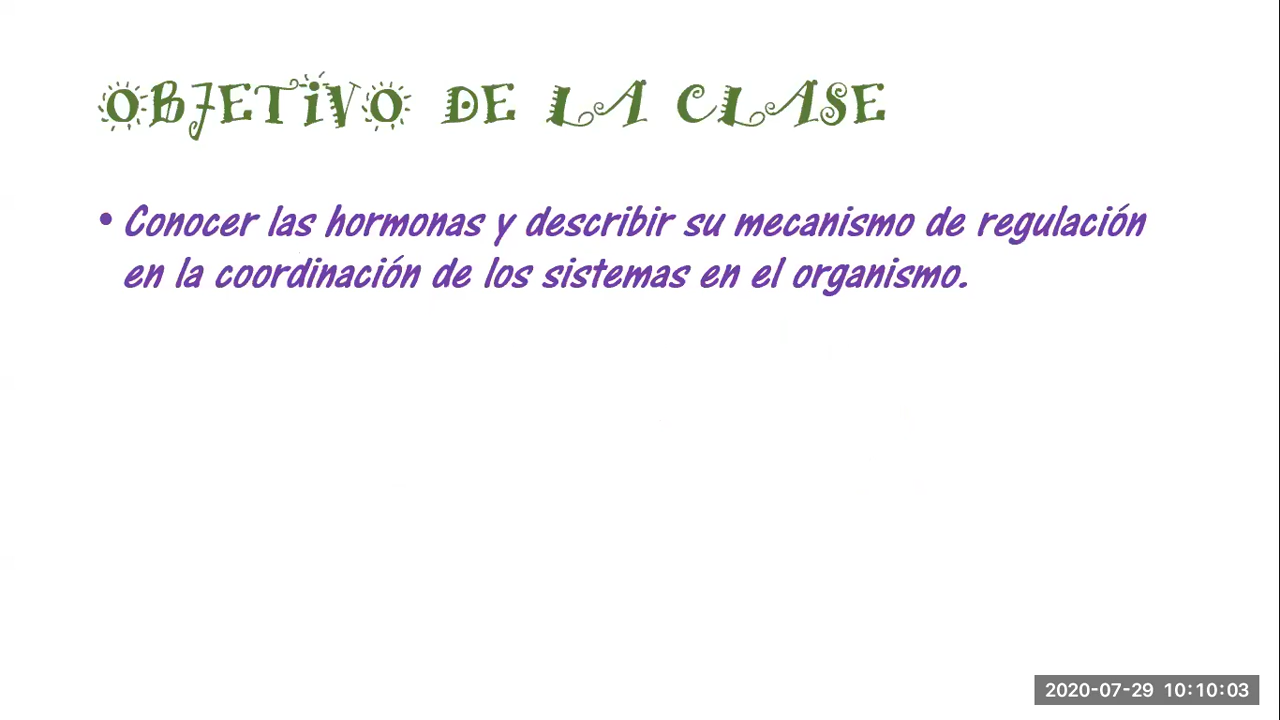 OBJETIVO DE LA CLASE
• Conocer las hormonas y describir su mecanismo de regulación
en la coordinación de los sistemas en el organismo.
2020-07-29 10:10:03